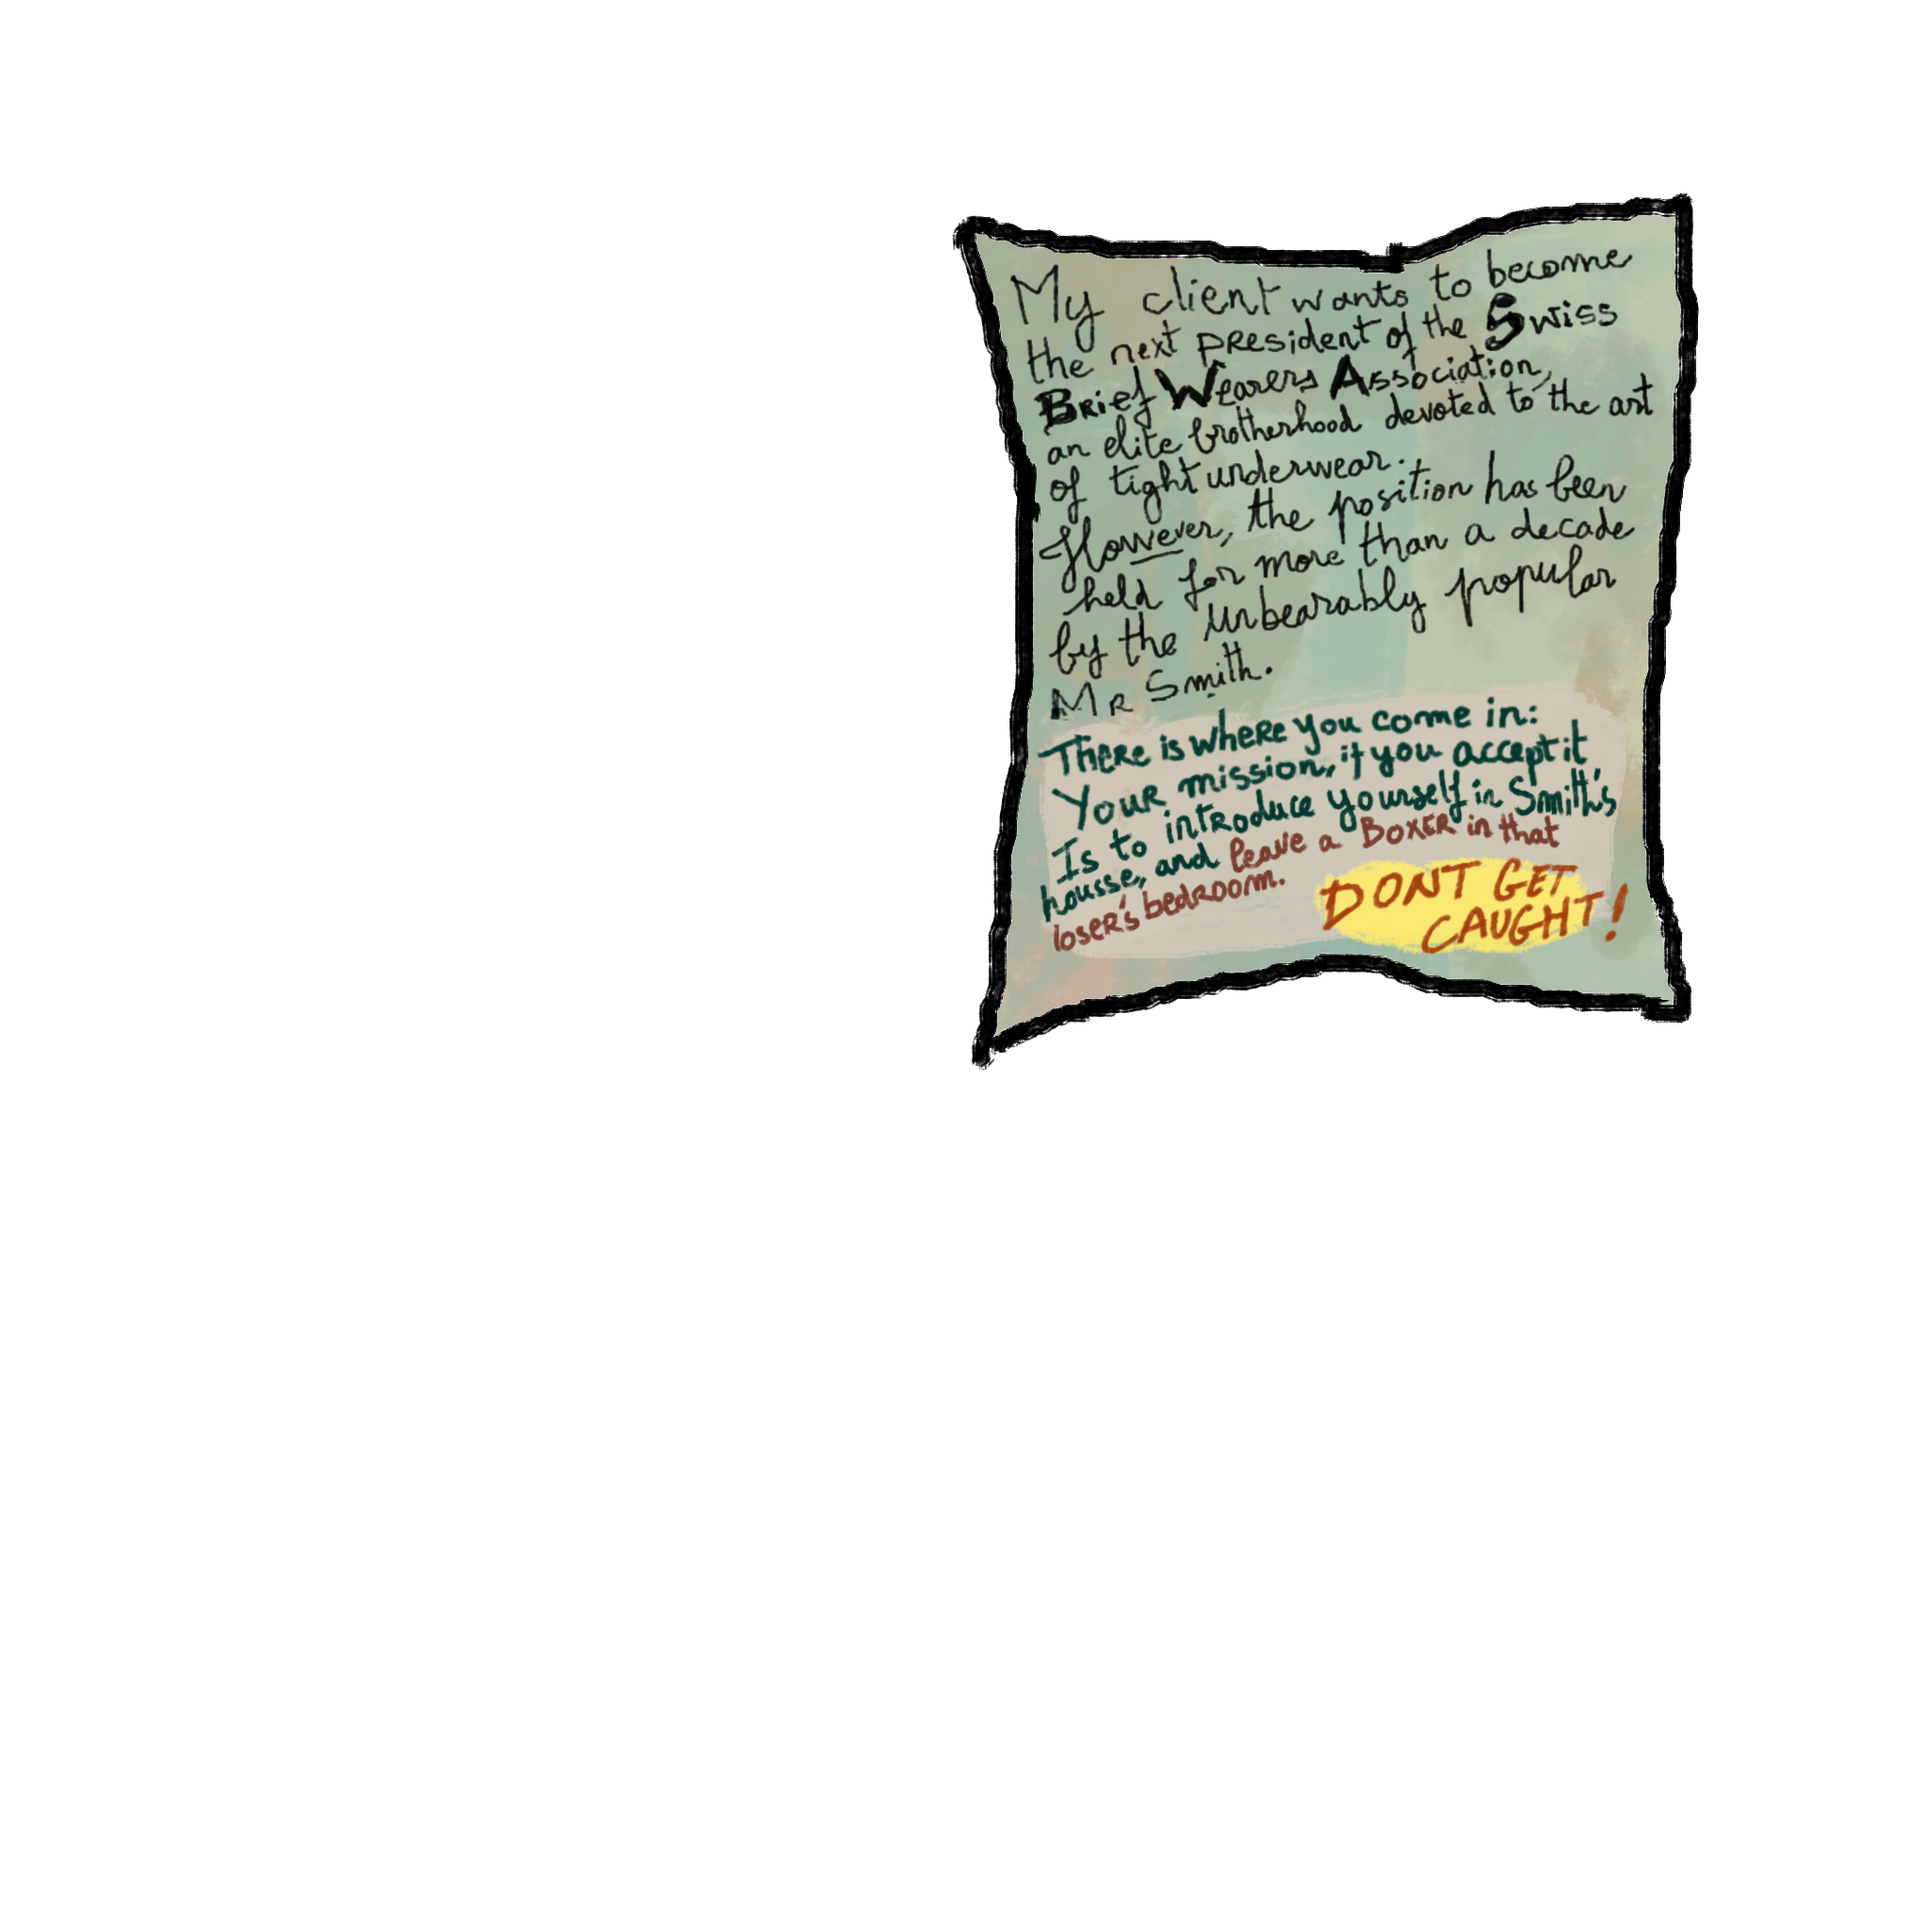 My client wants to become
the next president of the Swiss
Brief Wearers Association,
an elite brotherhood devoted to the art
of tight underwear.
However, the position has been
held for more than a decade
by the unbearably popular
Mr Smith.
There is where you come in:
Your mission, if you accept it
Is to introduce yourself in Smith's
housse, and leave a BOXER in that
loser's bedroom.
DONT GET
CAUGHT!